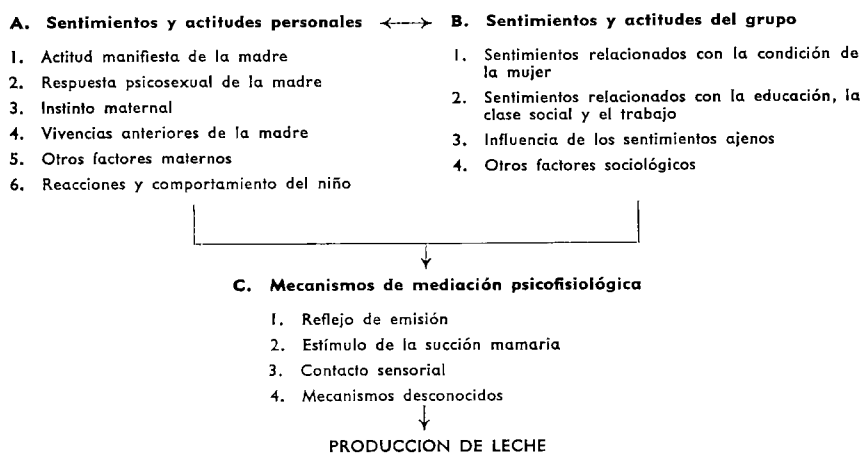 A. Sentimientos y actitudes personales
1. Actitud manifiesta de la madre
2. Respuesta psicosexual de la madre
3. Instinto maternal
4. Vivencias anteriores de la madre
5. Otros factores maternos
6. Reacciones y comportamiento del niño
B. Sentimientos y actitudes del grupo
1. Sentimientos relacionados con la condición de
la mujer
2. Sentimientos relacionados con la educación, la
clase social y el trabajo
3. Influencia de los sentimientos ajenos
4. Otros factores sociológicos
C. Mecanismos de mediación psicofisiológica
1. Reflejo de emisión
2. Estímulo de la succión mamaria
3. Contacto sensorial
4. Mecanismos desconocidos
PRODUCCION DE LECHE